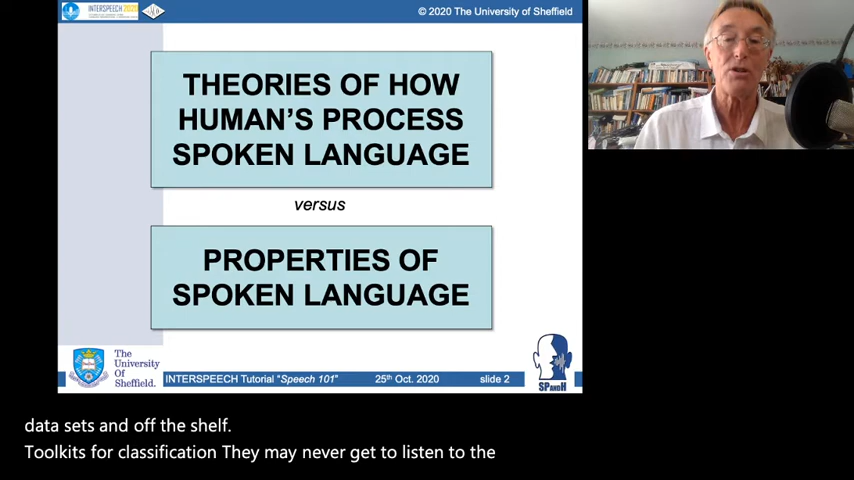 INTERSPEECH 2020
© 2020 The University of Sheffield
THEORIES OF HOW
HUMAN'S PROCESS
SPOKEN LANGUAGE
versus
PROPERTIES OF
SPOKEN LANGUAGE
The
University
Of
Sheffield.
INTERSPEECH Tutorial "Speech 101"
25th Oct. 2020
slide 2
SPANDH
data sets and off the shelf.
Toolkits for classification They may never get to listen to the